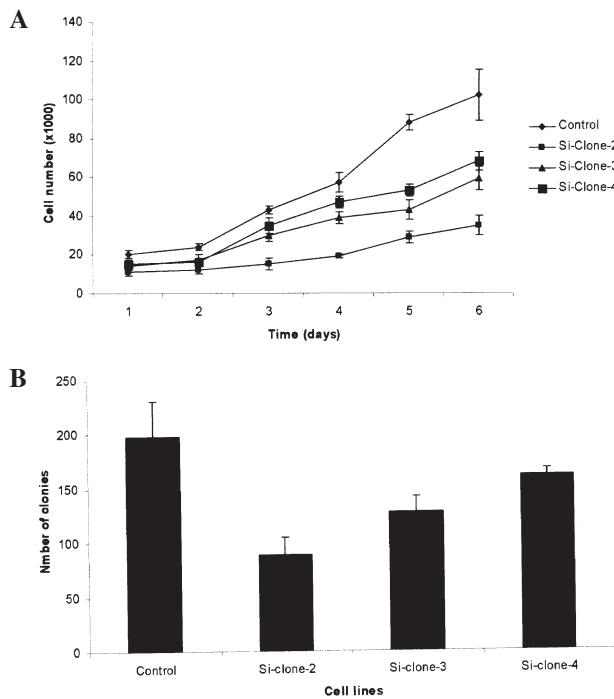 A
140
120
100
80
60
40
20
0
Cell number (x1000)
1 2 3 4 5 6
Time (days)
Control
Si-Clone-2
Si-Clone-3
Si-Clone-4
B
250
200
150
100
50
0
Nmber of colonies
Control Si-clone-2 Si-clone-3 Si-clone-4
Cell lines